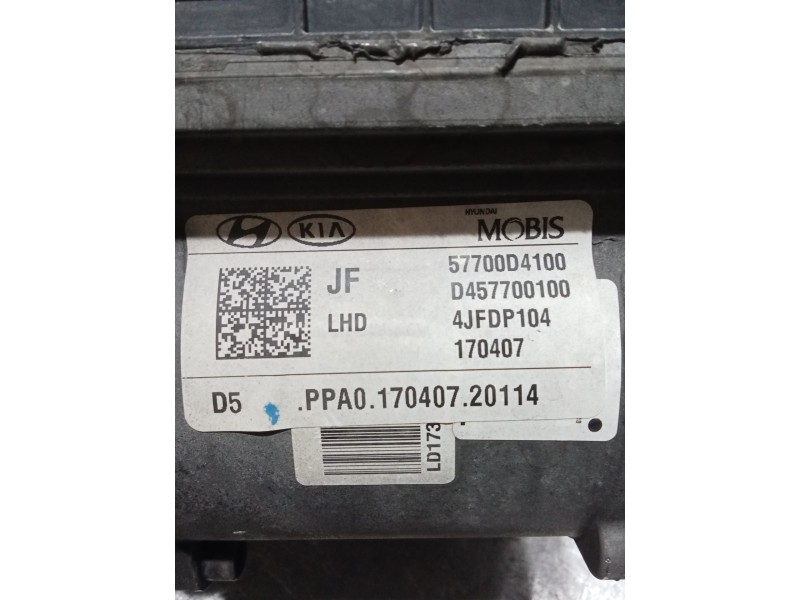 KIA
HYUNDAI
MOBIS
JF
57700D4100
D457700100
LHD
4JFDP104
170407
D5
.PPA0.170407.20114
LD173